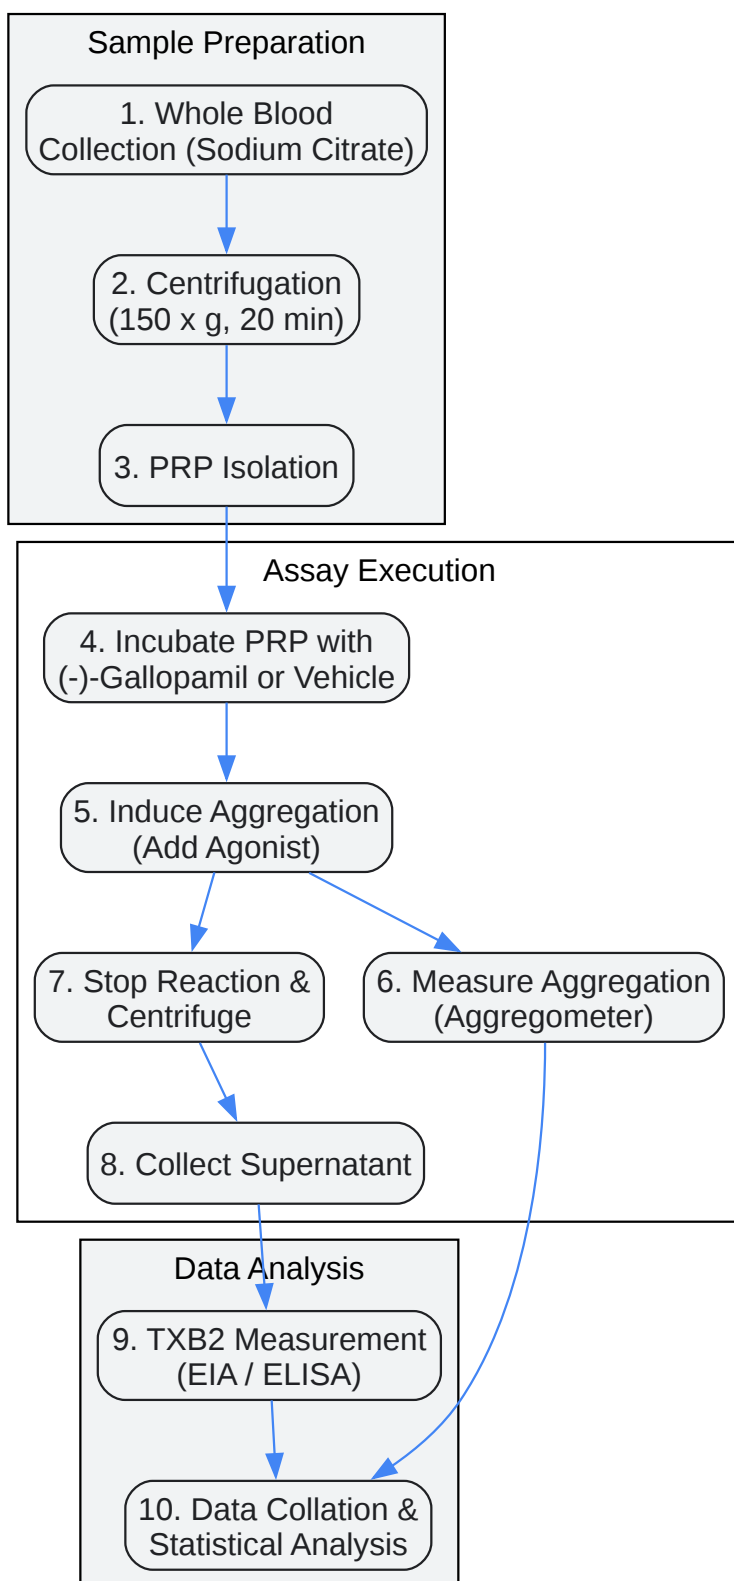 Sample Preparation
1. Whole Blood
Collection (Sodium Citrate)
2. Centrifugation
(150 x g, 20 min)
3. PRP Isolation
Assay Execution
4. Incubate PRP with
(-)-Gallopamil or Vehicle
5. Induce Aggregation
(Add Agonist)
7. Stop Reaction &
Centrifuge
6. Measure Aggregation
(Aggregometer)
8. Collect Supernatant
Data Analysis
9. TXB2 Measurement
(EIA / ELISA)
10. Data Collation &
Statistical Analysis